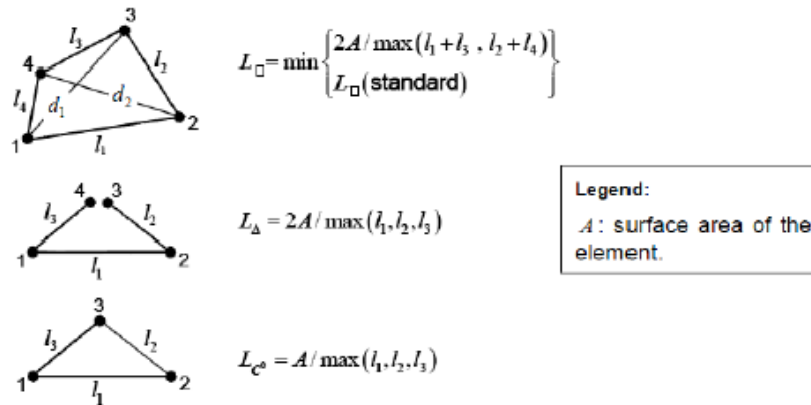 3
l₃
4
l₂
l₄ d₁ d₂
2
1 l₁
L□=min{2A/max(l₁+l₃ , l₂+l₄)
L□(standard)}
4 3
l₃ l₂
1 2
l₁
L_Δ = 2A/max(l₁,l₂,l₃)
Legend:
A: surface area of the
element.
3
l₃ l₂
1 2
l₁
L_C⁰ = A/max(l₁,l₂,l₃)